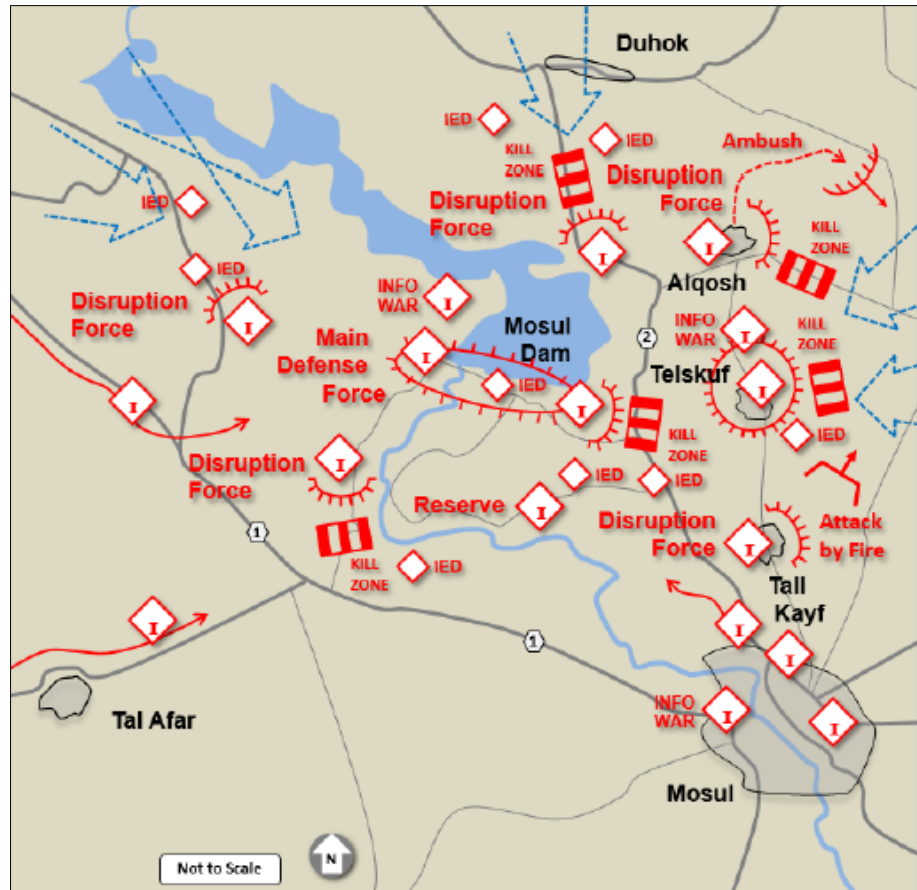 Duhok
IED
IED
KILL
ZONE
Ambush
Disruption
Force
Disruption
Force
IED
I
I
KILL
ZONE
Alqosh
IED
Disruption
Force
I
INFO
WAR
I
Mosul
Dam
2
INFO
WAR
I
KILL
ZONE
Main
Defense
Force
I
IED
I
Telskuf
I
I
KILL
ZONE
IED
Disruption
Force
I
Reserve
I
IED
IED
Disruption
Force
I
Attack
by Fire
1
KILL
ZONE
IED
Tall
Kayf
I
I
1
I
Tal Afar
INFO
WAR
I
I
Mosul
Not to Scale
N